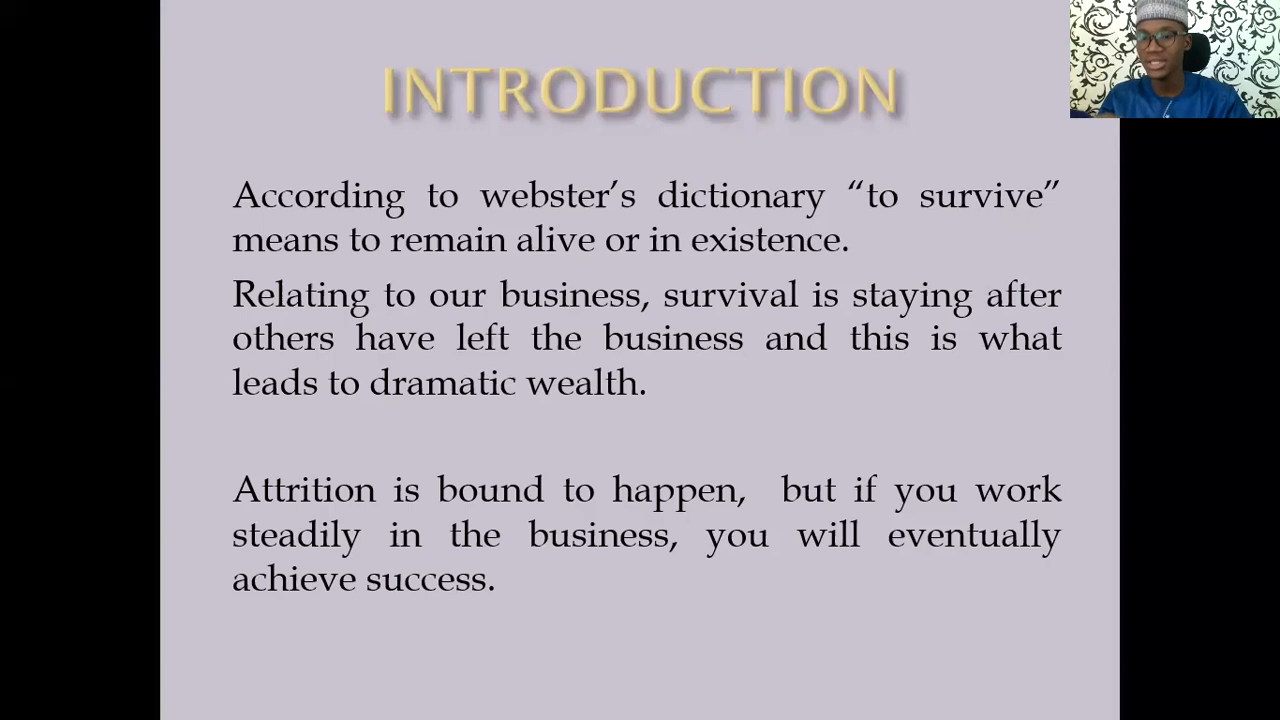 INTRODUCTION
According to webster’s dictionary “to survive”
means to remain alive or in existence.
Relating to our business, survival is staying after
others have left the business and this is what
leads to dramatic wealth.
Attrition is bound to happen,  but if you work
steadily in the business, you will eventually
achieve success.